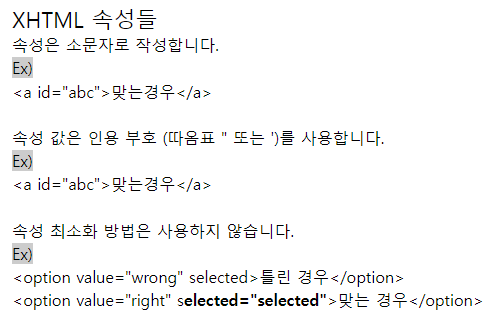 XHTML 속성들
속성은 소문자로 작성합니다.
Ex)
<a id="abc">맞는경우</a>
속성 값은 인용 부호 (따옴표 " 또는 ')를 사용합니다.
Ex)
<a id="abc">맞는경우</a>
속성 최소화 방법은 사용하지 않습니다.
Ex)
<option value="wrong" selected>틀린 경우</option>
<option value="right" selected="selected">맞는 경우</option>